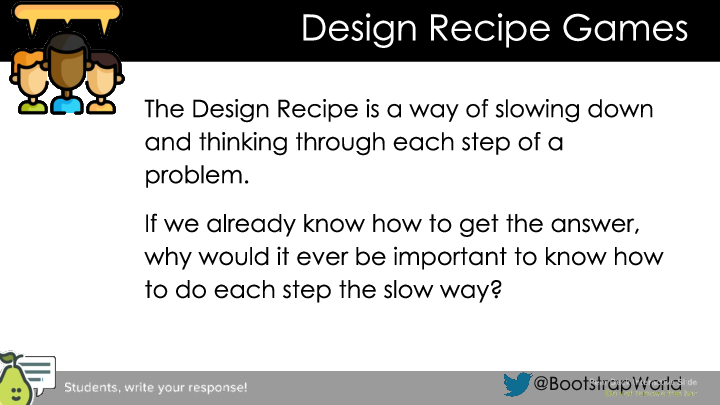 Design Recipe Games
The Design Recipe is a way of slowing down
and thinking through each step of a
problem.
If we already know how to get the answer,
why would it ever be important to know how
to do each step the slow way?
Students, write your response!
@BootstrapWorld